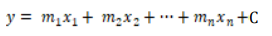 y = m₁x₁ + m₂x₂ + ⋯ + mₙxₙ + C